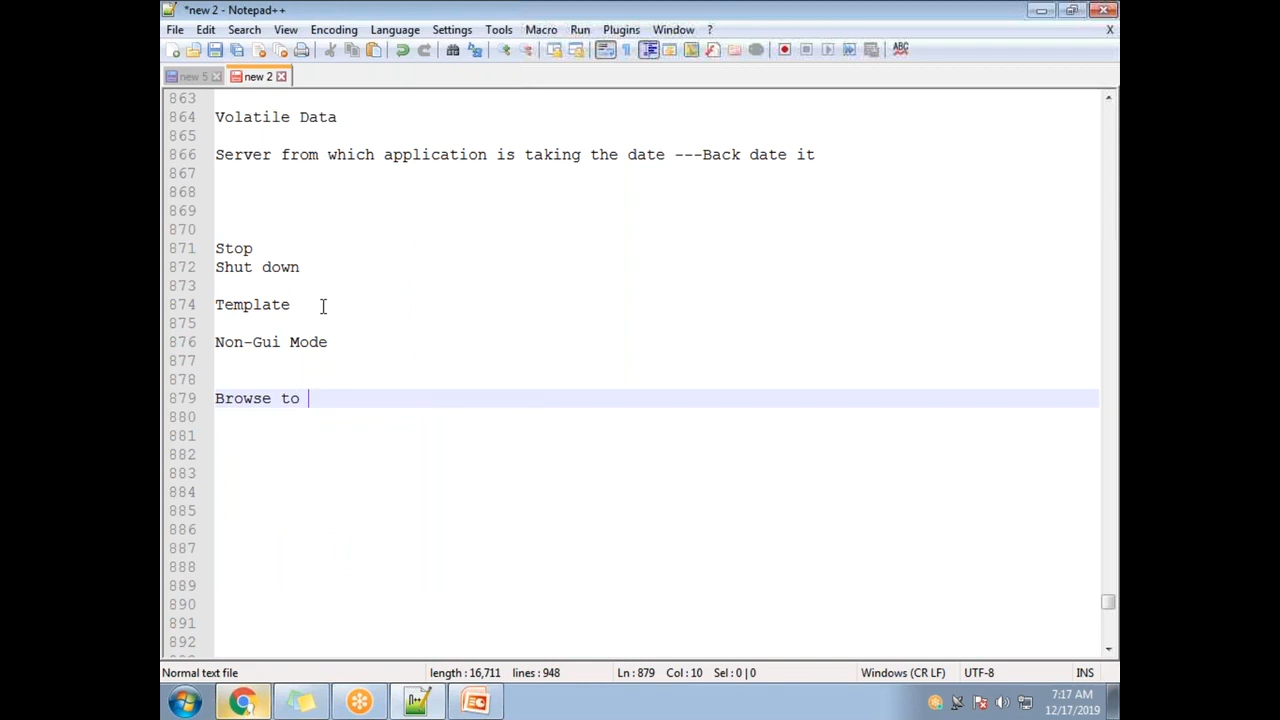 *new 2 - Notepad++
File Edit Search View Encoding Language Settings Tools Macro Run Plugins Window ? X
ABC
new 5 new 2
863
864 Volatile Data
865
866 Server from which application is taking the date ---Back date it
867
868
869
870
871 Stop
872 Shut down
873
874 Template
875
876 Non-Gui Mode
877
878
879 Browse to
880
881
882
883
884
885
886
887
888
889
890
891
892
Normal text file length : 16,711 lines : 948 Ln : 879 Col : 10 Sel : 0 | 0 Windows (CR LF) UTF-8 INS
7:17 AM
12/17/2019